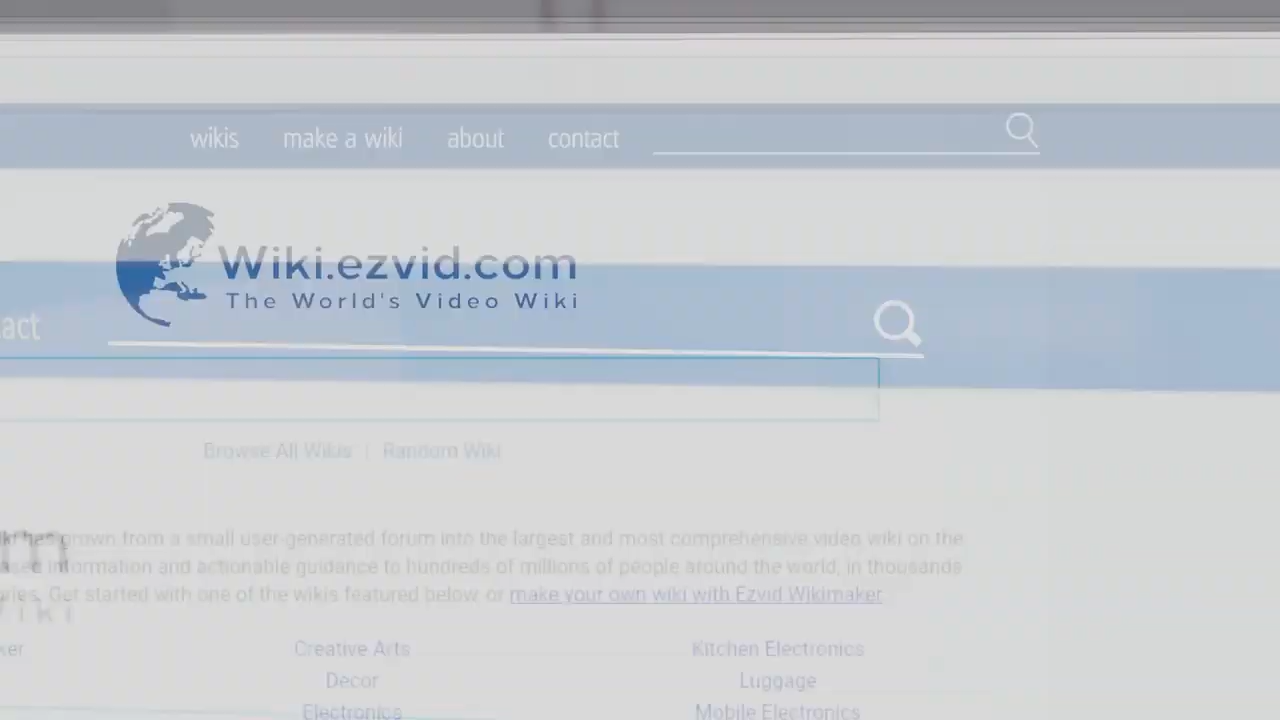 wikis make a wiki about contact
Wiki.ezvid.com
The World's Video Wiki
act
Browse All Wikis | Random Wiki
has grown from a small user-generated forum into the largest and most comprehensive video wiki on the
information and actionable guidance to hundreds of millions of people around the world, in thousands
Get started with one of the wikis featured below, or make your own wiki with Ezvid Wikimaker
ker Creative Arts Kitchen Electronics
Decor Luggage
Electronics Mobile Electronics